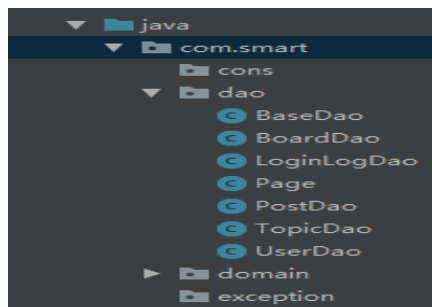 java
com.smart
cons
dao
BaseDao
BoardDao
LoginLogDao
Page
PostDao
TopicDao
UserDao
domain
exception